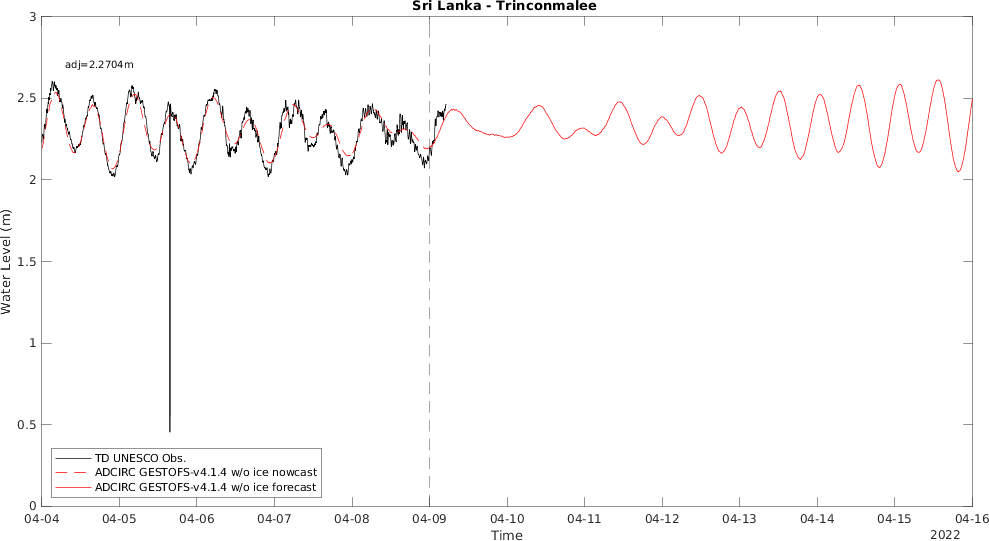 Sri Lanka - Trinconmalee
3
adj=2.2704m
2.5
2
1.5
Water Level (m)
1
0.5
TD UNESCO Obs.
ADCIRC GESTOFS-v4.1.4 w/o ice nowcast
ADCIRC GESTOFS-v4.1.4 w/o ice forecast
0
04-04 04-05 04-06 04-07 04-08 04-09 04-10 04-11 04-12 04-13 04-14 04-15 04-16
Time
2022